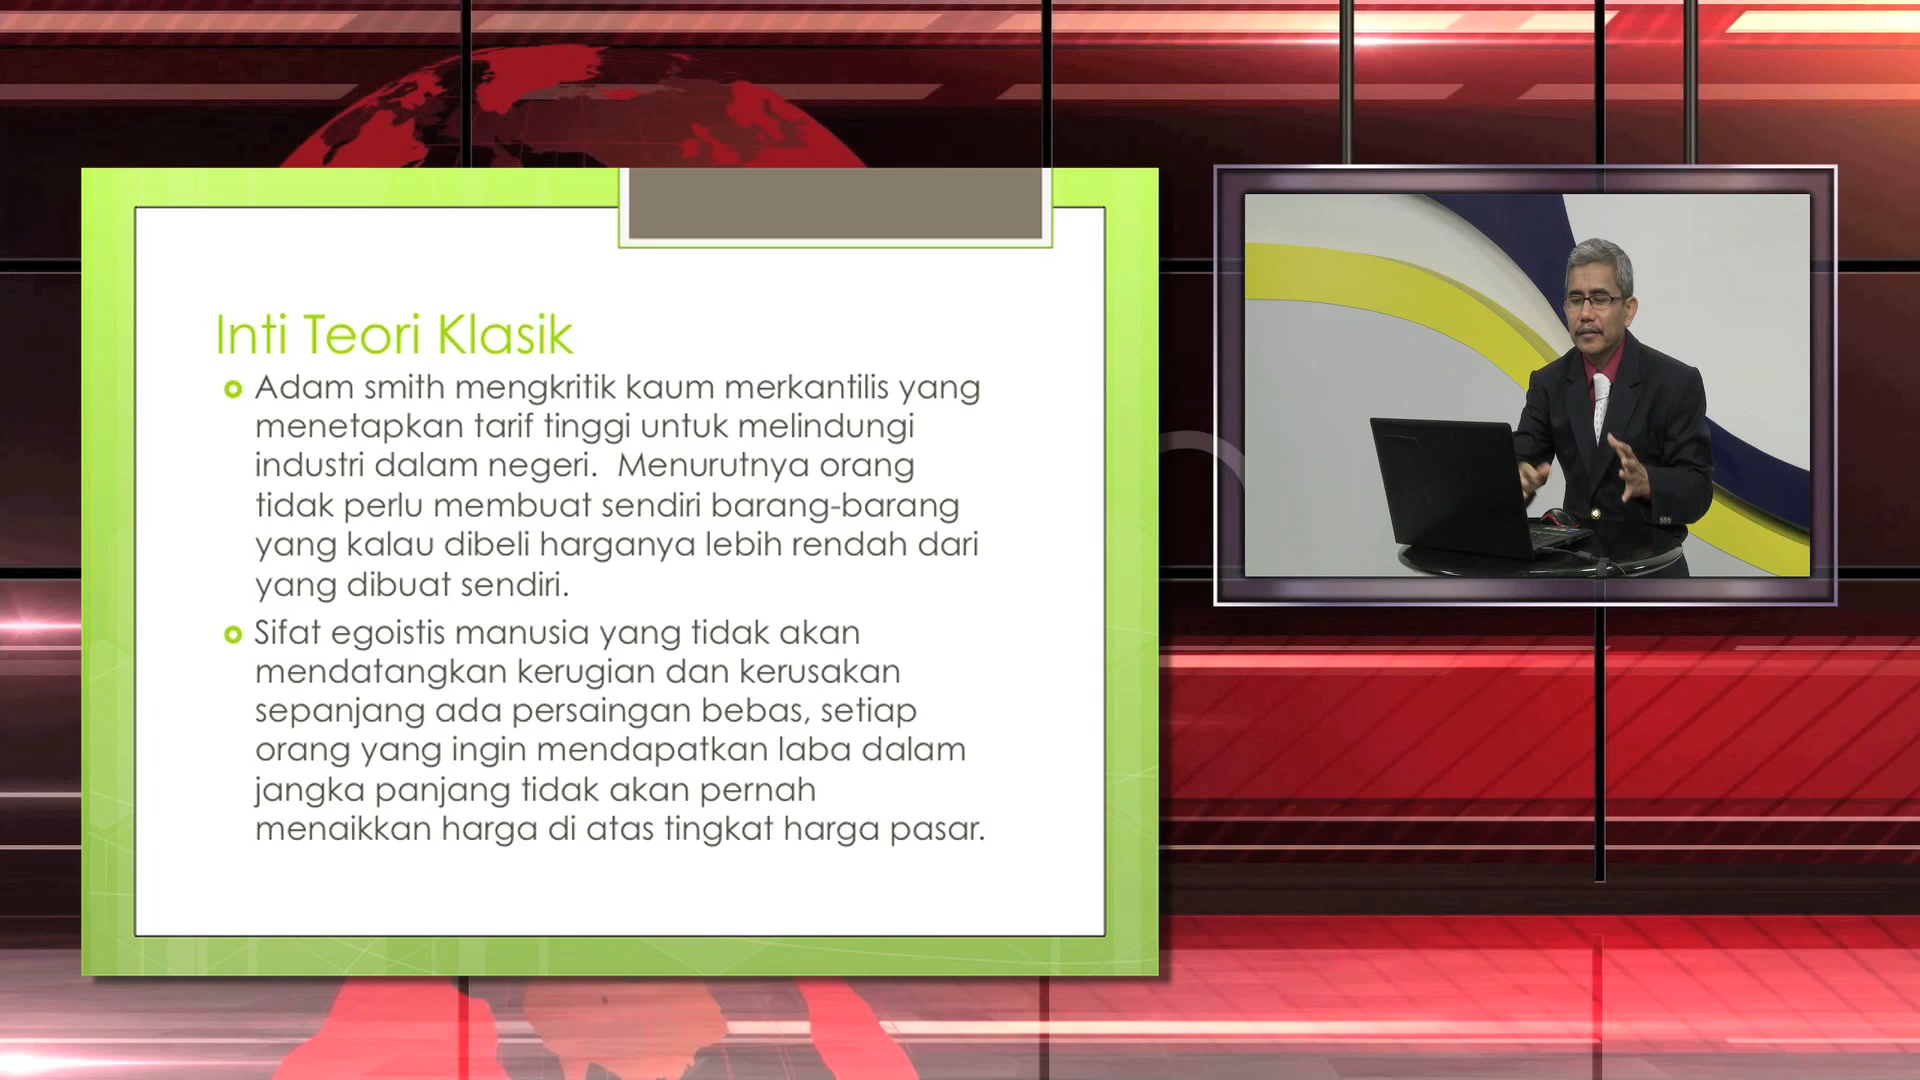 Inti Teori Klasik
Adam smith mengkritik kaum merkantilis yang
menetapkan tarif tinggi untuk melindungi
industri dalam negeri.  Menurutnya orang
tidak perlu membuat sendiri barang-barang
yang kalau dibeli harganya lebih rendah dari
yang dibuat sendiri.
Sifat egoistis manusia yang tidak akan
mendatangkan kerugian dan kerusakan
sepanjang ada persaingan bebas, setiap
orang yang ingin mendapatkan laba dalam
jangka panjang tidak akan pernah
menaikkan harga di atas tingkat harga pasar.